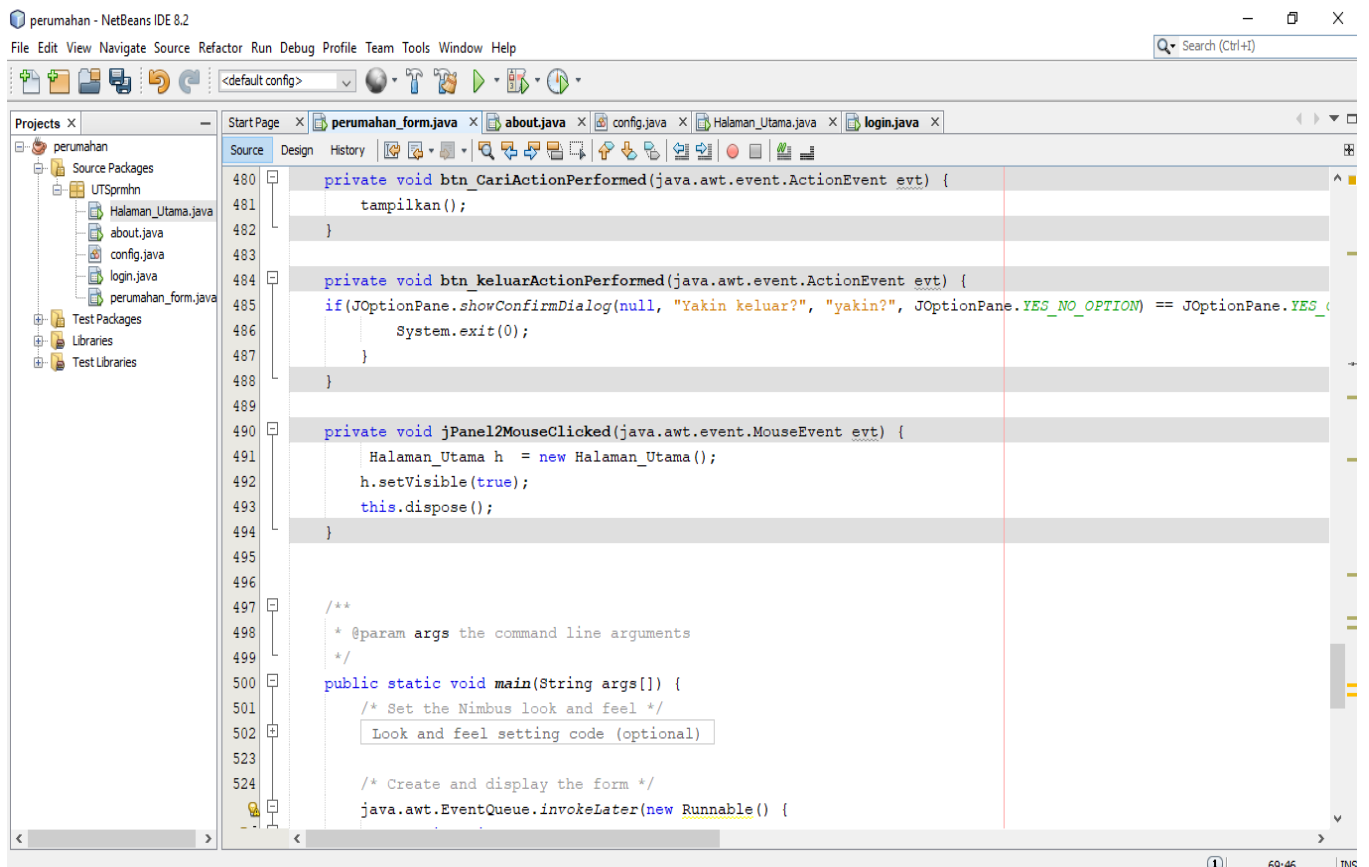 perumahan - NetBeans IDE 8.2
File Edit View Navigate Source Refactor Run Debug Profile Team Tools Window Help
Search (Ctrl+I)
<default config>
Projects
Start Page perumahan_form.java about.java config.java Halaman_Utama.java login.java
Source Design History
perumahan
Source Packages
UTSprmhn
Halaman_Utama.java
about.java
config.java
login.java
perumahan_form.java
Test Packages
Libraries
Test Libraries
480 private void btn_CariActionPerformed(java.awt.event.ActionEvent evt) {
481 tampilkan();
482 }
483
484 private void btn_keluarActionPerformed(java.awt.event.ActionEvent evt) {
485 if(JOptionPane.showConfirmDialog(null, "Yakin keluar?", "yakin?", JOptionPane.YES_NO_OPTION) == JOptionPane.YES_
486 System.exit(0);
487 }
488 }
489
490 private void jPanel2MouseClicked(java.awt.event.MouseEvent evt) {
491 Halaman_Utama h = new Halaman_Utama();
492 h.setVisible(true);
493 this.dispose();
494 }
495
496
497 /**
498 * @param args the command line arguments
499 */
500 public static void main(String args[]) {
501 /* Set the Nimbus look and feel */
502 Look and feel setting code (optional)
523
524 /* Create and display the form */
java.awt.EventQueue.invokeLater(new Runnable() {
1 69:46 INS